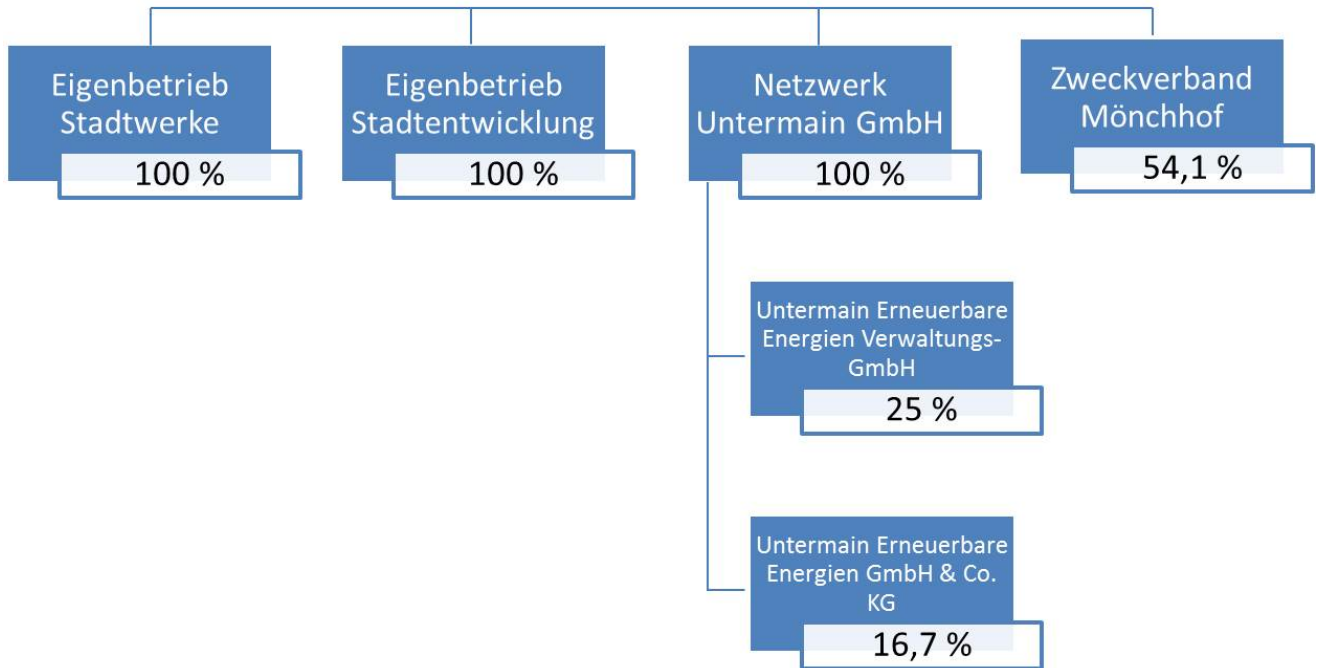 Eigenbetrieb
Stadtwerke
100 %
Eigenbetrieb
Stadtentwicklung
100 %
Netzwerk
Untermain GmbH
100 %
Zweckverband
Mönchhof
54,1 %
Untermain Erneuerbare
Energien Verwaltungs-
GmbH
25 %
Untermain Erneuerbare
Energien GmbH & Co.
KG
16,7 %